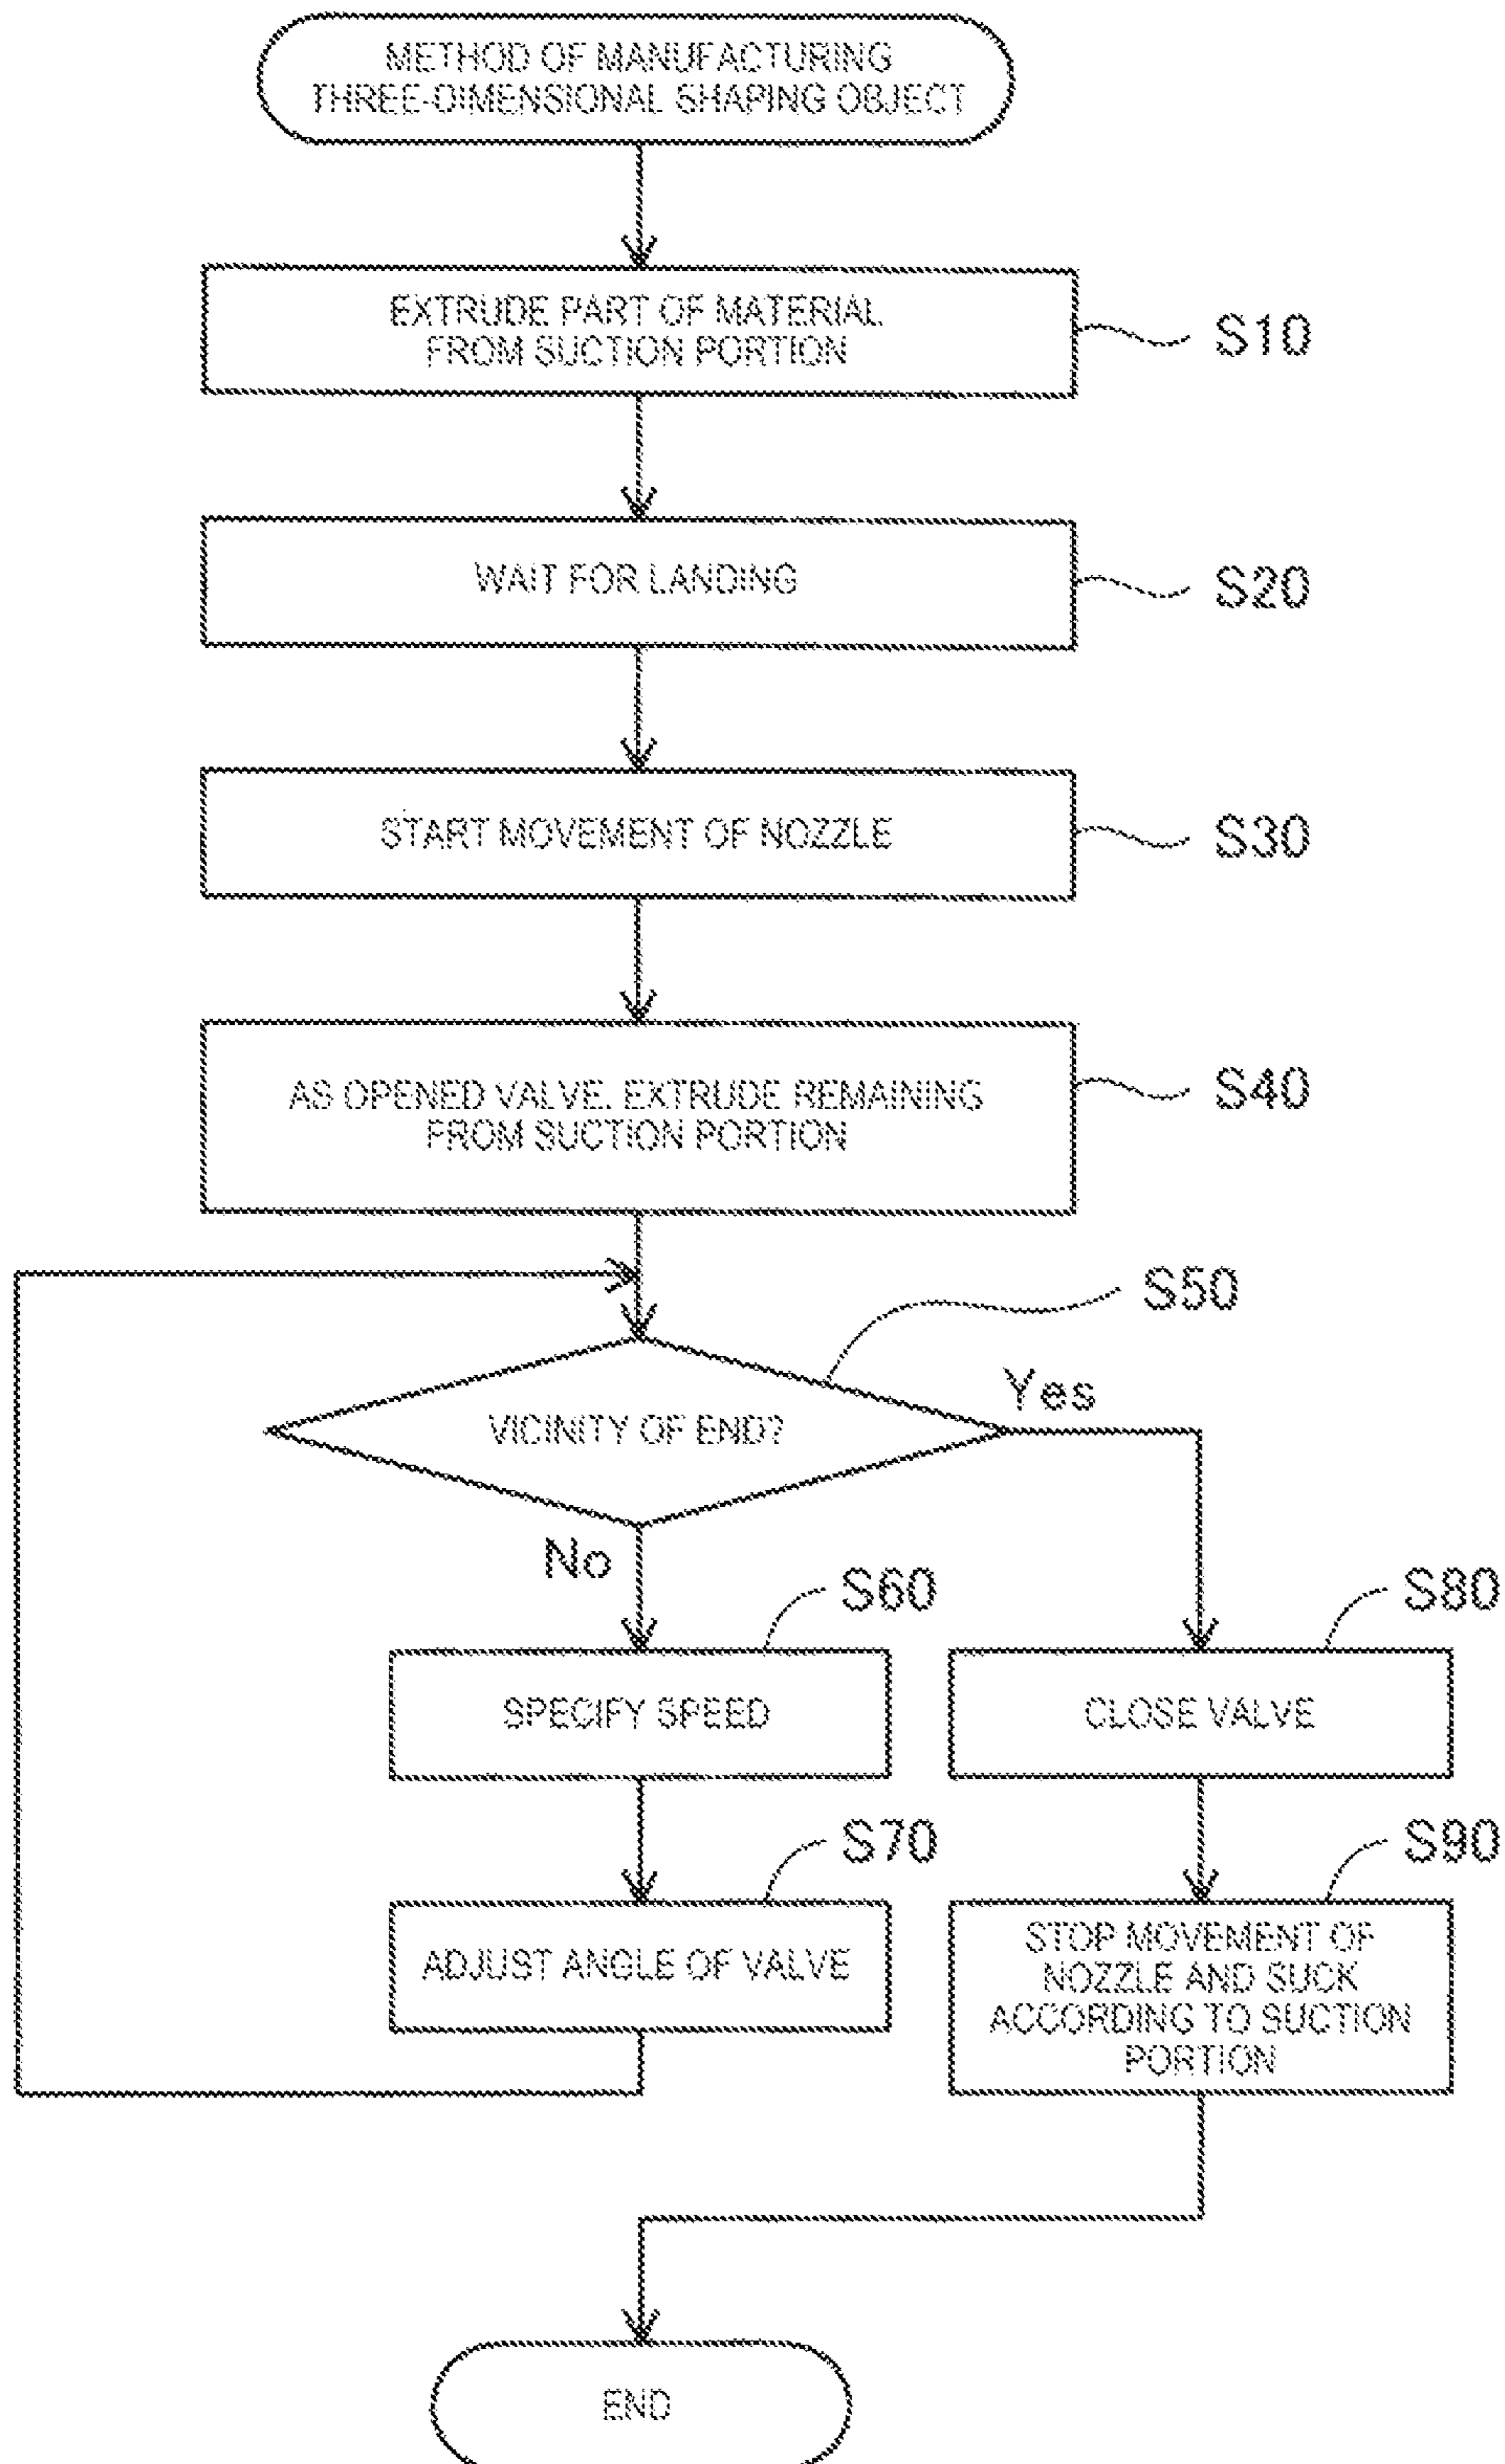 METHOD OF MANUFACTURING
THREE-DIMENSIONAL SHAPING OBJECT
EXTRUDE PART OF MATERIAL
FROM SUCTION PORTION
S10
WAIT FOR LANDING
S20
START MOVEMENT OF NOZZLE
S30
AS OPENED VALVE, EXTRUDE REMAINING
FROM SUCTION PORTION
S40
S50
VICINITY OF END?
Yes
No
S60
SPECIFY SPEED
S70
ADJUST ANGLE OF VALVE
S80
CLOSE VALVE
S90
STOP MOVEMENT OF
NOZZLE AND SUCK
ACCORDING TO SUCTION
PORTION
END